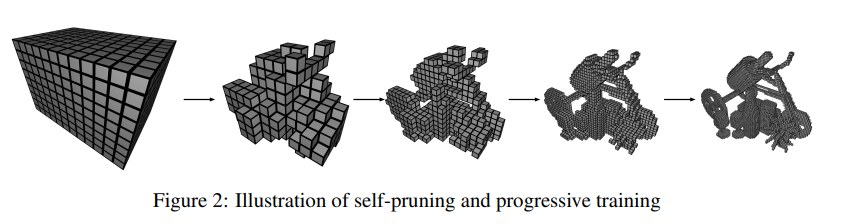 Figure 2: Illustration of self-pruning and progressive training